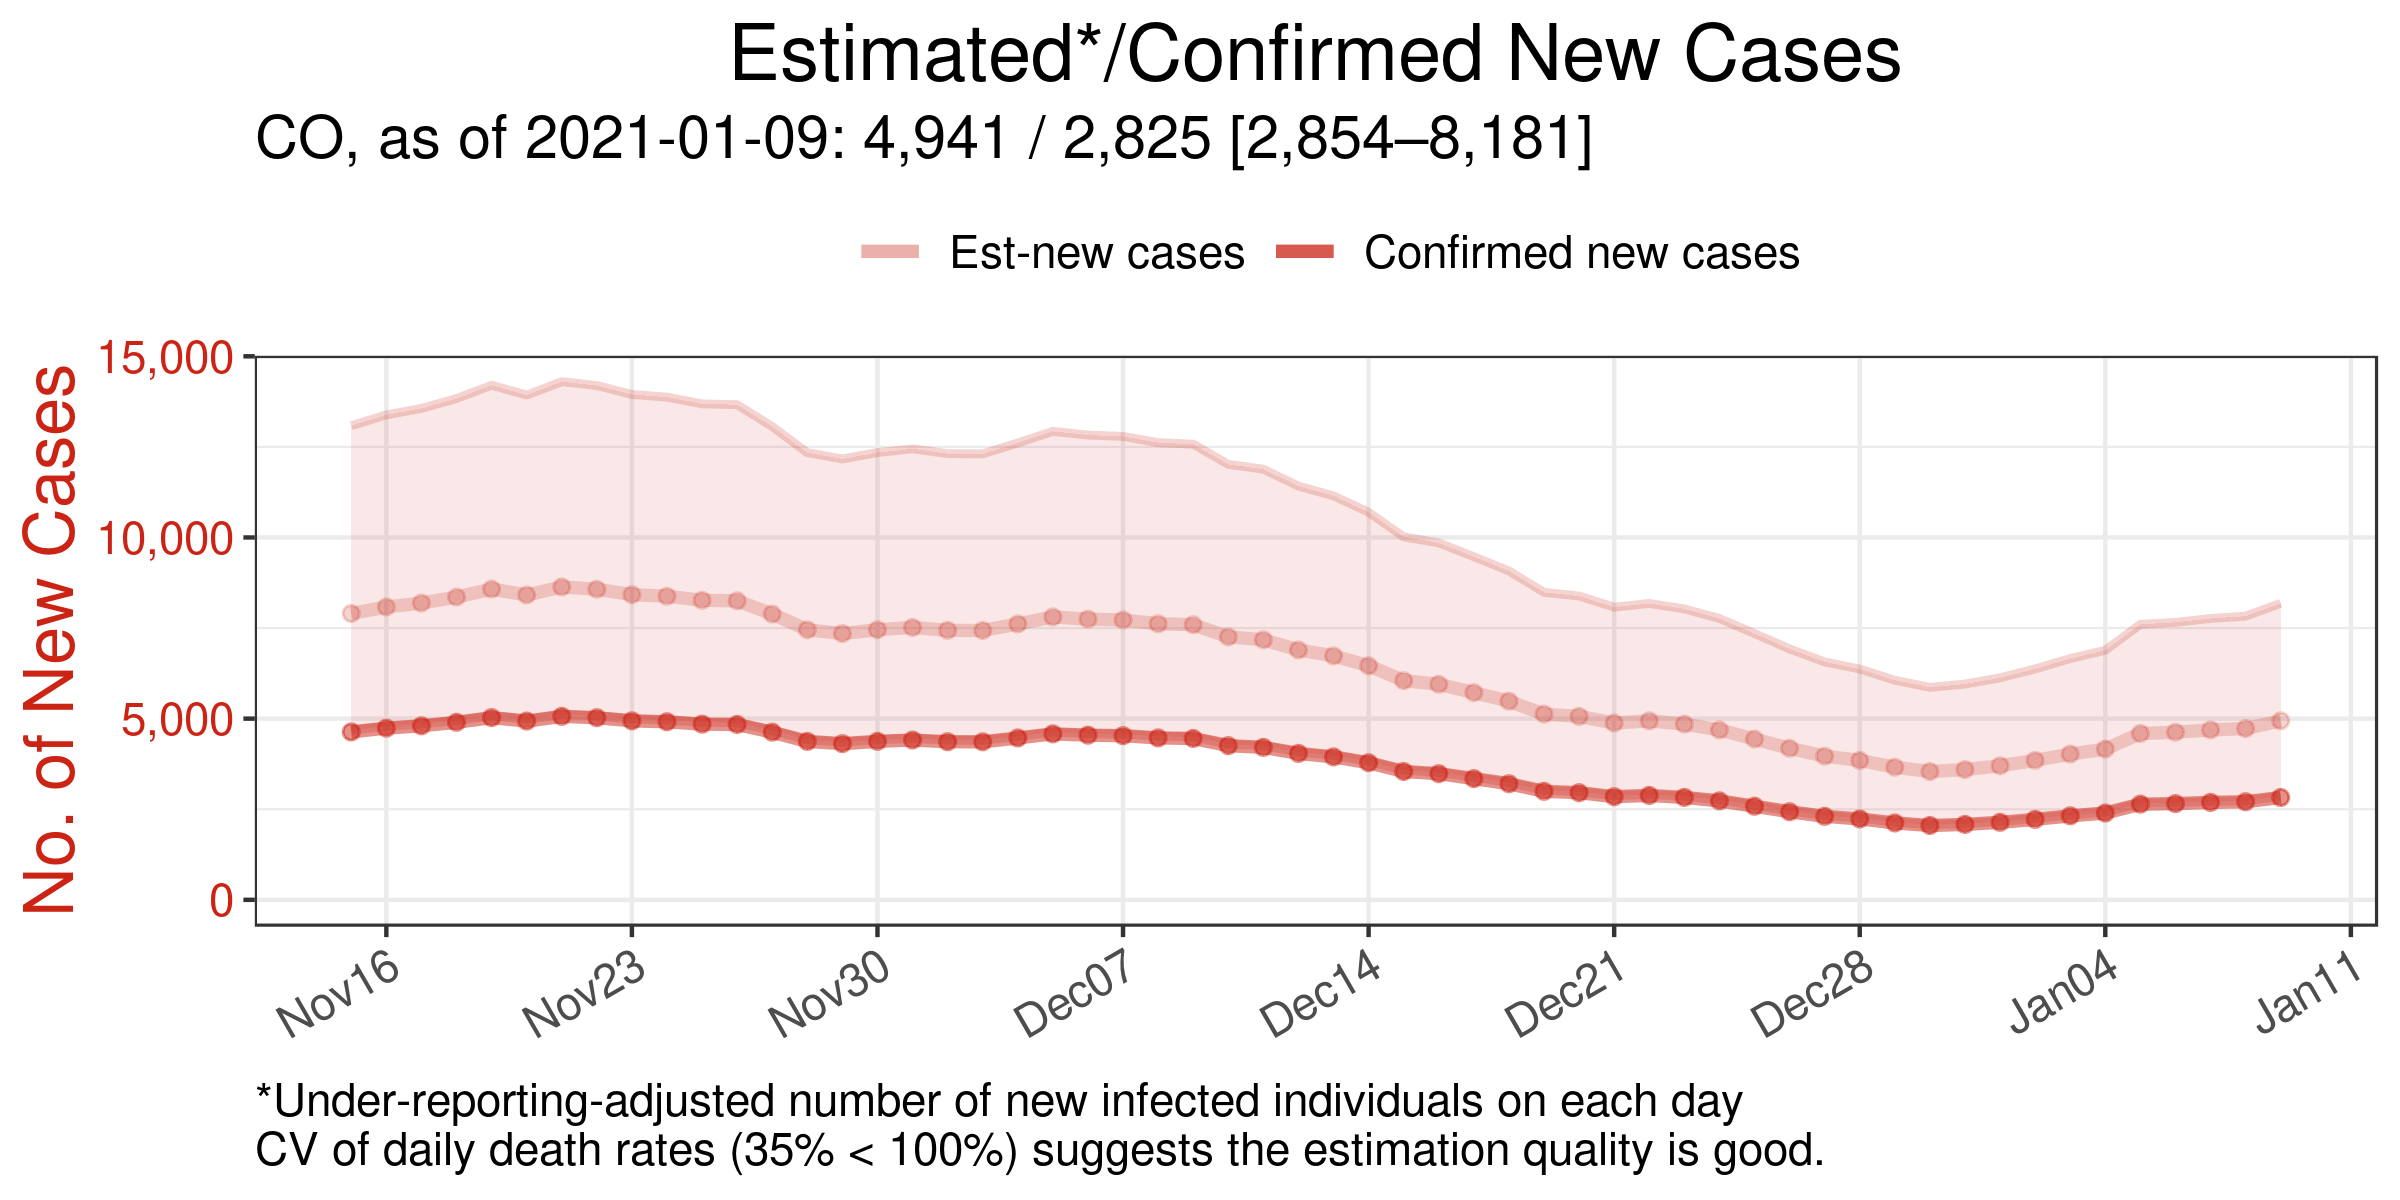 Estimated*/Confirmed New Cases
CO, as of 2021-01-09: 4,941 / 2,825 [2,854–8,181]
Est-new cases
Confirmed new cases
No. of New Cases
15,000
10,000
5,000
0
Nov16
Nov23
Nov30
Dec07
Dec14
Dec21
Dec28
Jan04
Jan11
*Under-reporting-adjusted number of new infected individuals on each day
CV of daily death rates (35% < 100%) suggests the estimation quality is good.